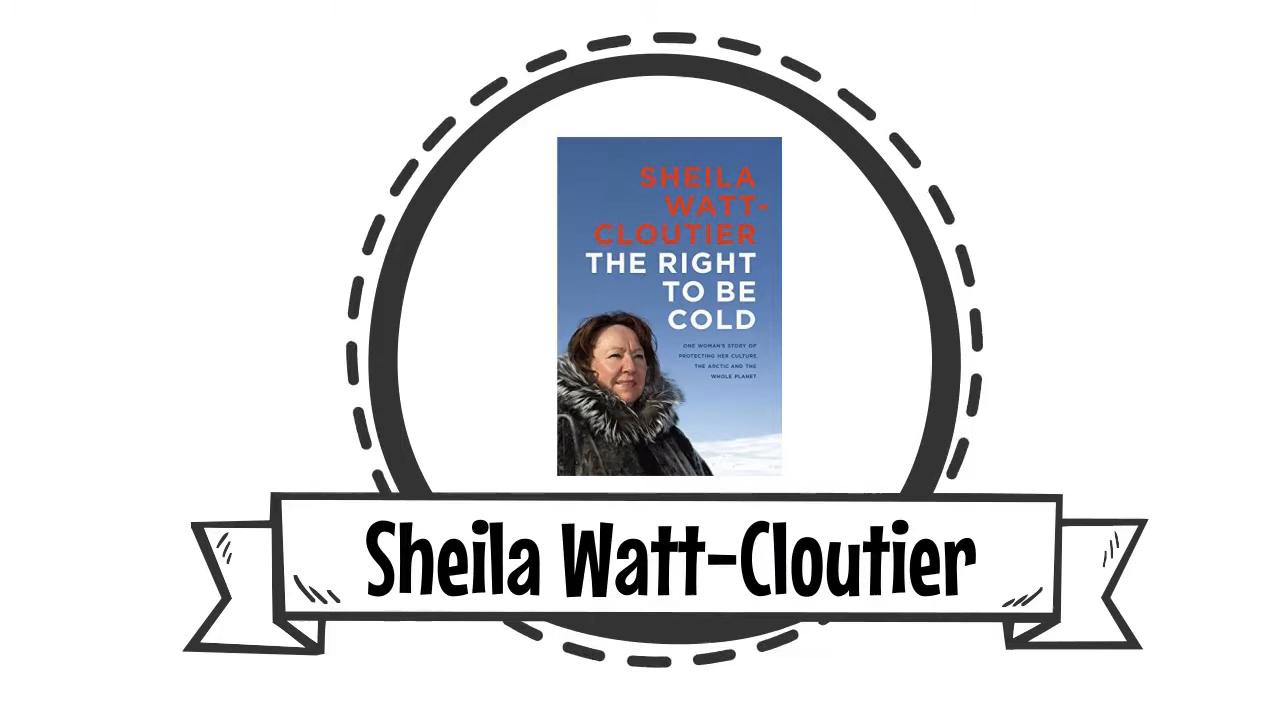 SHEILA
WATT-
CLOUTIER
THE RIGHT
TO BE
COLD
ONE WOMAN'S STORY OF
PROTECTING HER CULTURE,
THE ARCTIC AND THE
WHOLE PLANET
Sheila Watt-Cloutier